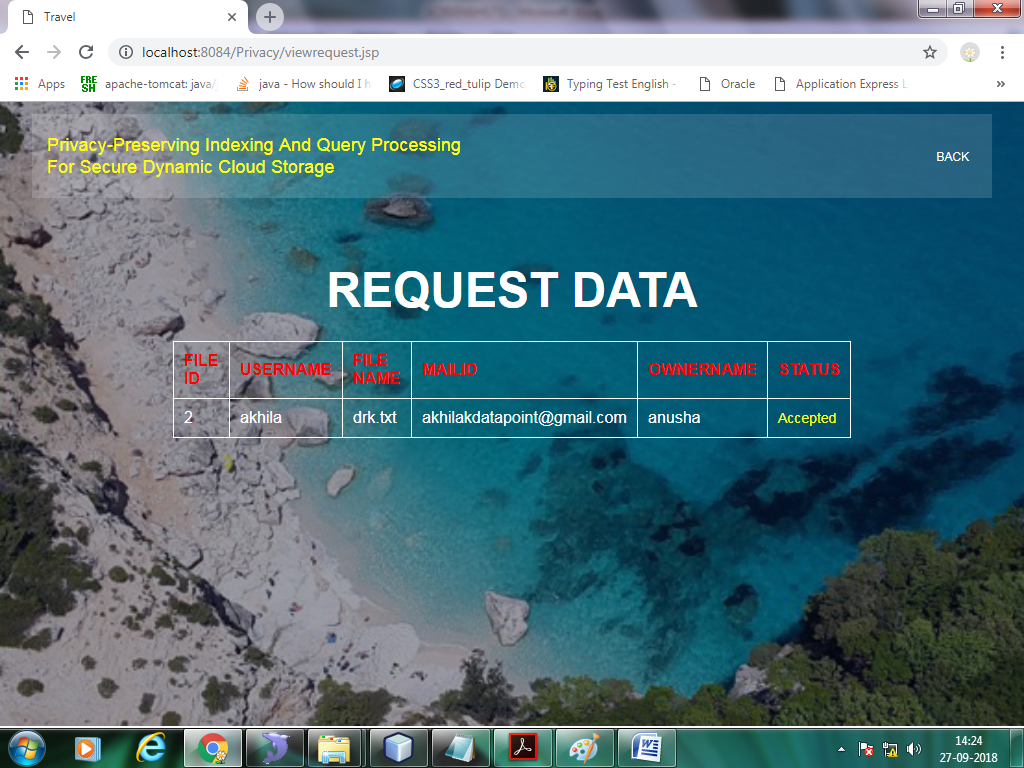 Travel
localhost:8084/Privacy/viewrequest.jsp
Apps
FRE SH
apache-tomcat: java/
java - How should I h
CSS3_red_tulip Demo
Typing Test English -
Oracle
Application Express L
»
Privacy-Preserving Indexing And Query Processing
For Secure Dynamic Cloud Storage
BACK
REQUEST DATA
FILE ID USERNAME FILE NAME MAILID OWNERNAME STATUS
2 akhila drk.txt akhilakdatapoint@gmail.com anusha Accepted
14:24
27-09-2018